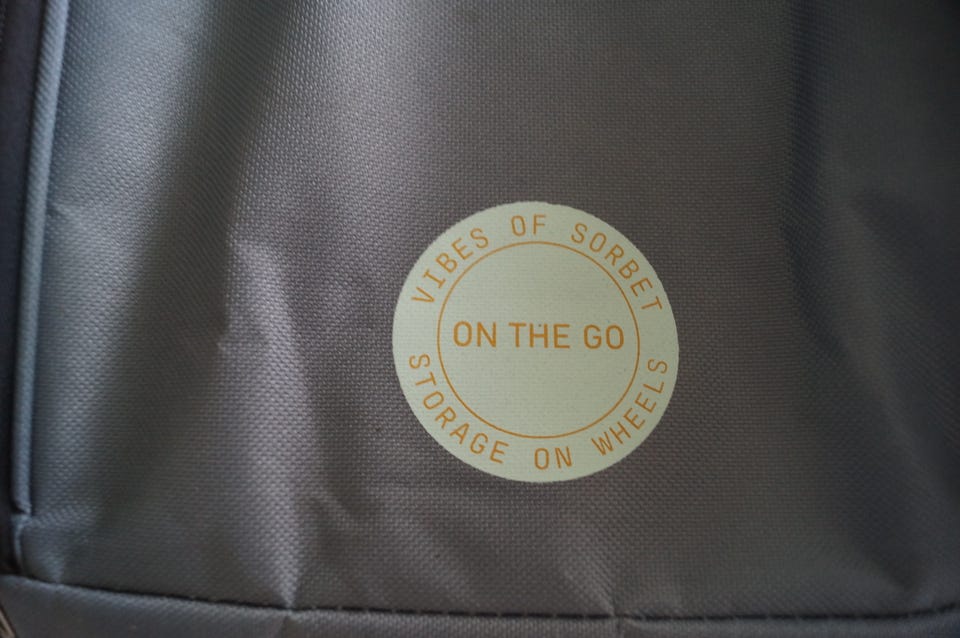 VIBES OF SORBET
ON THE GO
STORAGE ON WHEELS